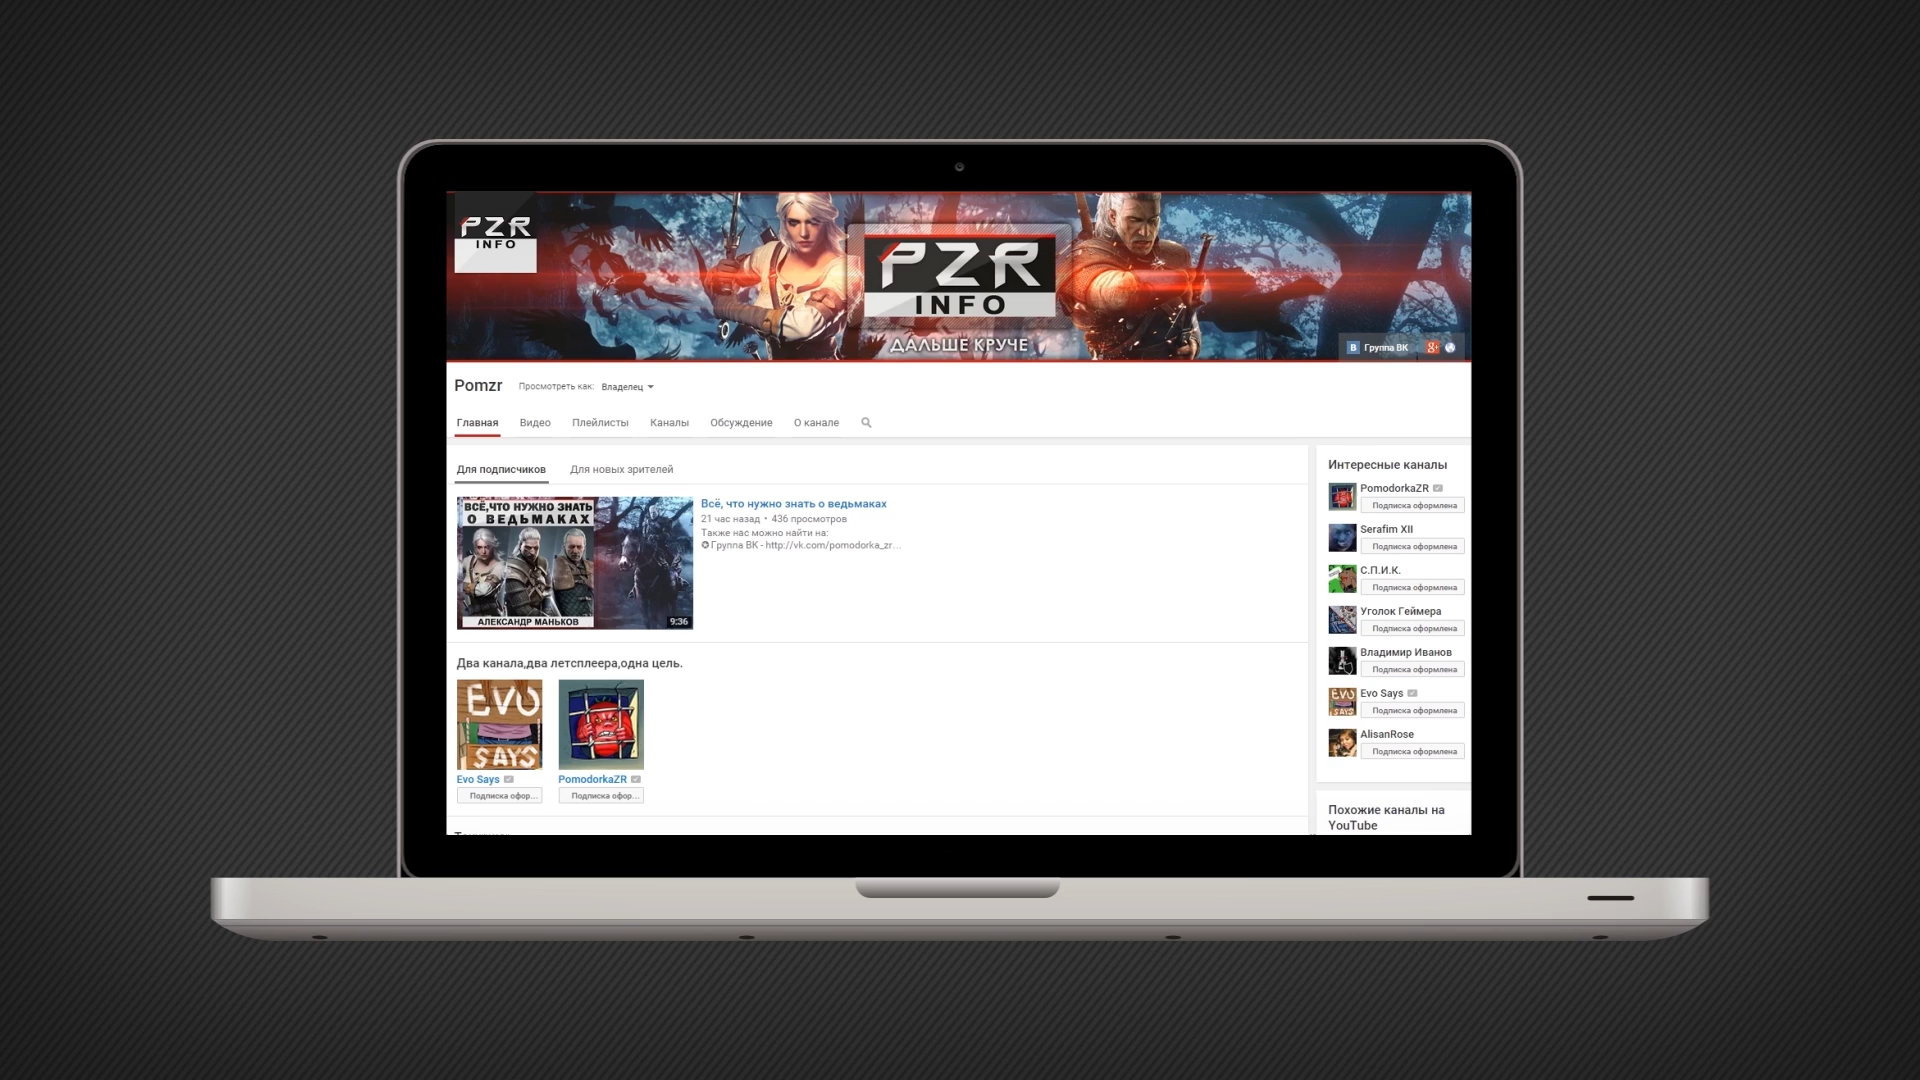 PZR
INFO
PZR
INFO
ДАЛЬШЕ КРУЧЕ
В Группа ВК g+
Pomzr Просмотреть как: Владелец
Главная Видео Плейлисты Каналы Обсуждение О канале
Для подписчиков Для новых зрителей
ВСЁ,ЧТО НУЖНО ЗНАТЬ
О ВЕДЬМАКАХ
АЛЕКСАНДР МАНЬКОВ
9:36
Всё, что нужно знать о ведьмаках
21 час назад • 436 просмотров
Также нас можно найти на:
✪ Группа ВК - http://vk.com/pomodorka_zr...
Два канала,два летсплеера,одна цель.
EVO
SAYS
Evo Says PomodorkaZR
Подписка офор... Подписка офор...
Интересные каналы
PomodorkaZR
Подписка оформлена
Serafim XII
Подписка оформлена
С.П.И.К.
Подписка оформлена
Уголок Геймера
Подписка оформлена
Владимир Иванов
Подписка оформлена
EVO
SAYS
Evo Says
Подписка оформлена
AlisanRose
Подписка оформлена
Похожие каналы на
YouTube